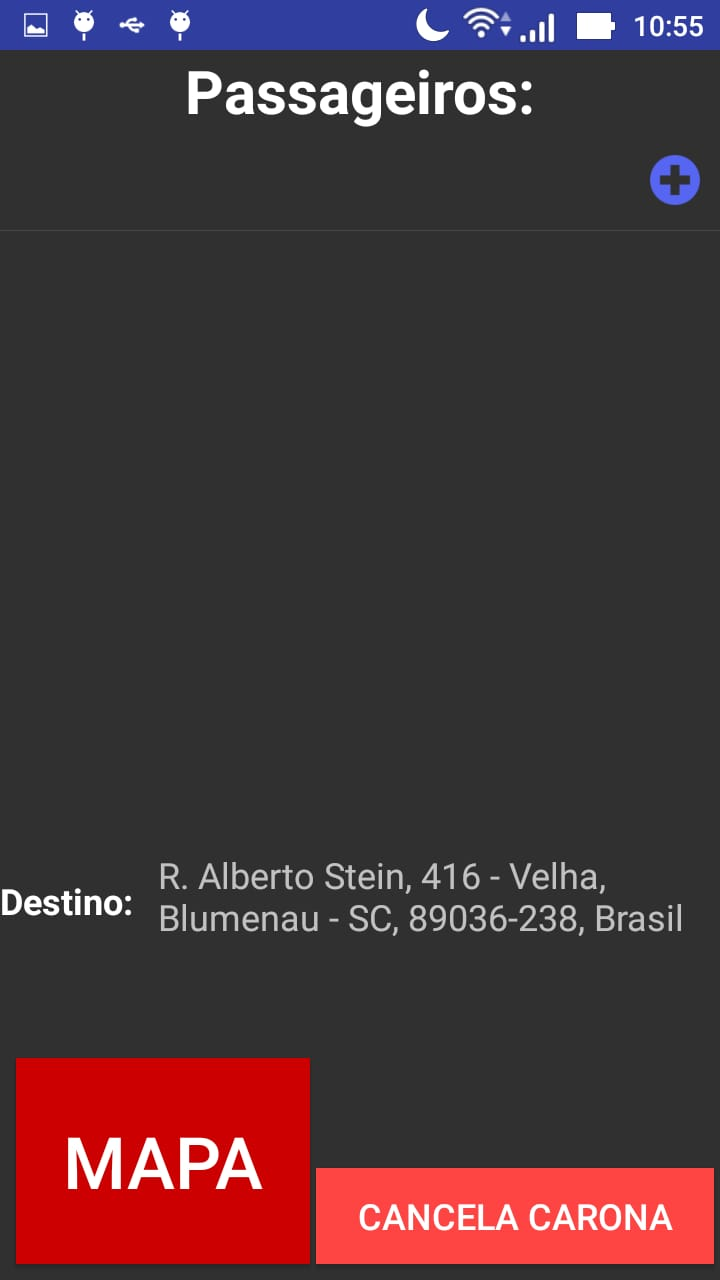 10:55
Passageiros:
Destino:
R. Alberto Stein, 416 - Velha,
Blumenau - SC, 89036-238, Brasil
MAPA
CANCELA CARONA